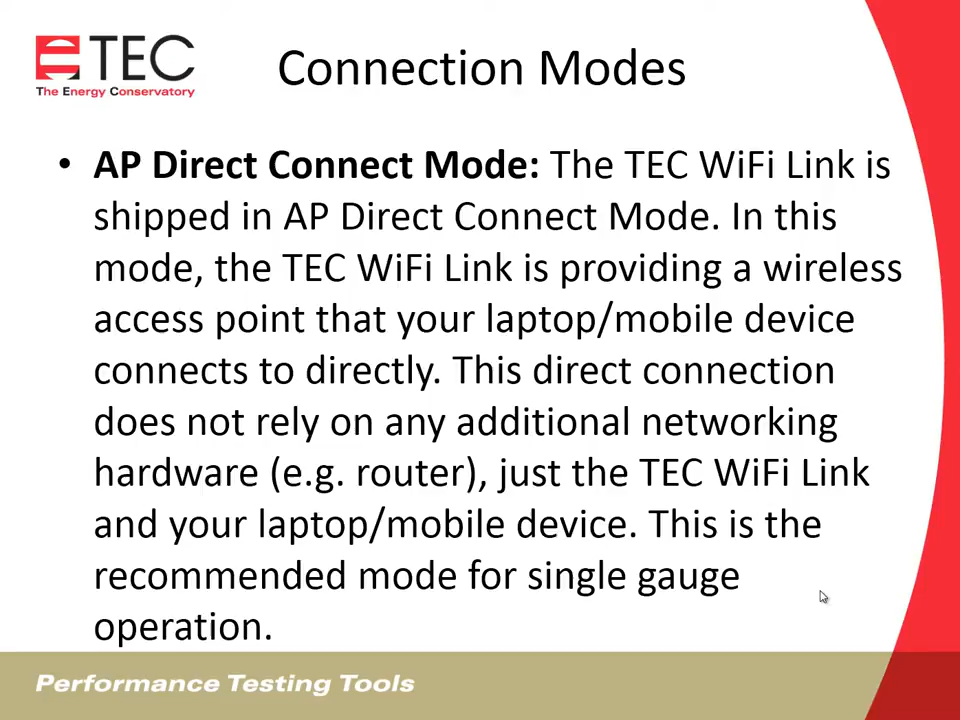 TEC
The Energy Conservatory
Connection Modes
• AP Direct Connect Mode: The TEC WiFi Link is
shipped in AP Direct Connect Mode. In this
mode, the TEC WiFi Link is providing a wireless
access point that your laptop/mobile device
connects to directly. This direct connection
does not rely on any additional networking
hardware (e.g. router), just the TEC WiFi Link
and your laptop/mobile device. This is the
recommended mode for single gauge
operation.
Performance Testing Tools